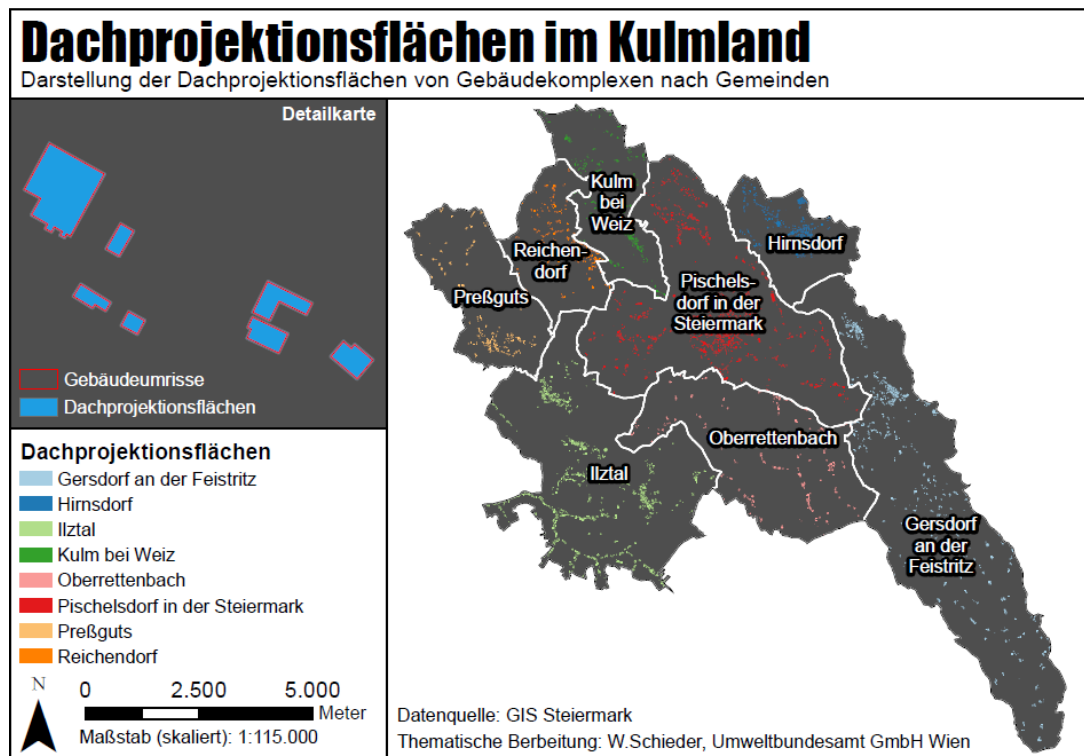 Dachprojektionsflächen im Kulmland
Darstellung der Dachprojektionsflächen von Gebäudekomplexen nach Gemeinden
Detailkarte
Gebäudeumrisse
Dachprojektionsflächen
Dachprojektionsflächen
Gersdorf an der Feistritz
Hirnsdorf
Ilztal
Kulm bei Weiz
Oberrettenbach
Pischelsdorf in der Steiermark
Preßguts
Reichendorf
N
0 2.500 5.000
Meter
Maßstab (skaliert): 1:115.000
Kulm
bei
Weiz
Hirnsdorf
Reichen-
dorf
Preßguts
Pischels-
dorf in der
Steiermark
Oberrettenbach
Ilztal
Gersdorf
an der
Feistritz
Datenquelle: GIS Steiermark
Thematische Berbeitung: W.Schieder, Umweltbundesamt GmbH Wien